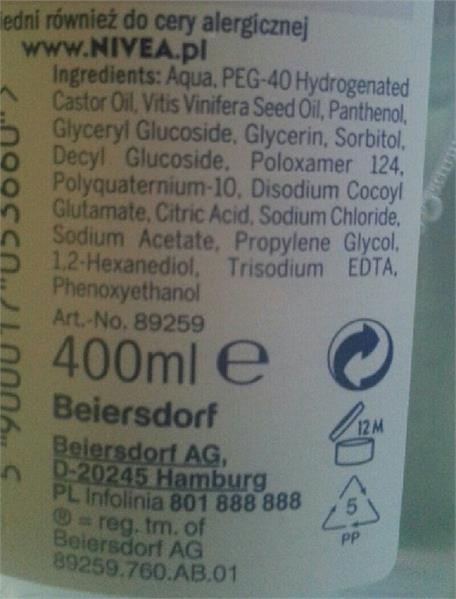 również do cery alergicznej
www.NIVEA.pl
Ingredients: Aqua, PEG-40 Hydrogenated
Castor Oil, Vitis Vinifera Seed Oil, Panthenol,
Glyceryl Glucoside, Glycerin, Sorbitol,
Decyl Glucoside, Poloxamer 124,
Polyquaternium-10, Disodium Cocoyl
Glutamate, Citric Acid, Sodium Chloride,
Sodium Acetate, Propylene Glycol,
1,2-Hexanediol, Trisodium EDTA,
Phenoxyethanol
Art.-No. 89259
400ml e
Beiersdorf
12M
Beiersdorf AG,
D-20245 Hamburg
PL Infolinia 801 888 888
5
PP
® = reg. tm. of
Beiersdorf AG
89259.760.AB.01